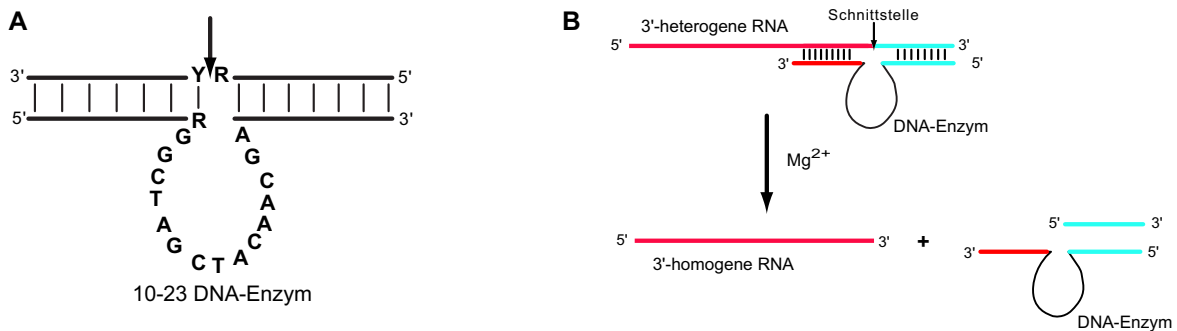 A
3' Y R 5'
5' R 3'
G A
G G
C C
T A
A A
G C
C T A
10-23 DNA-Enzym
B
Schnittstelle
3'-heterogene RNA
5' 3'
3' 5'
DNA-Enzym
Mg2+
5' 3'
5' 3' + 3' 5'
3'-homogene RNA
DNA-Enzym